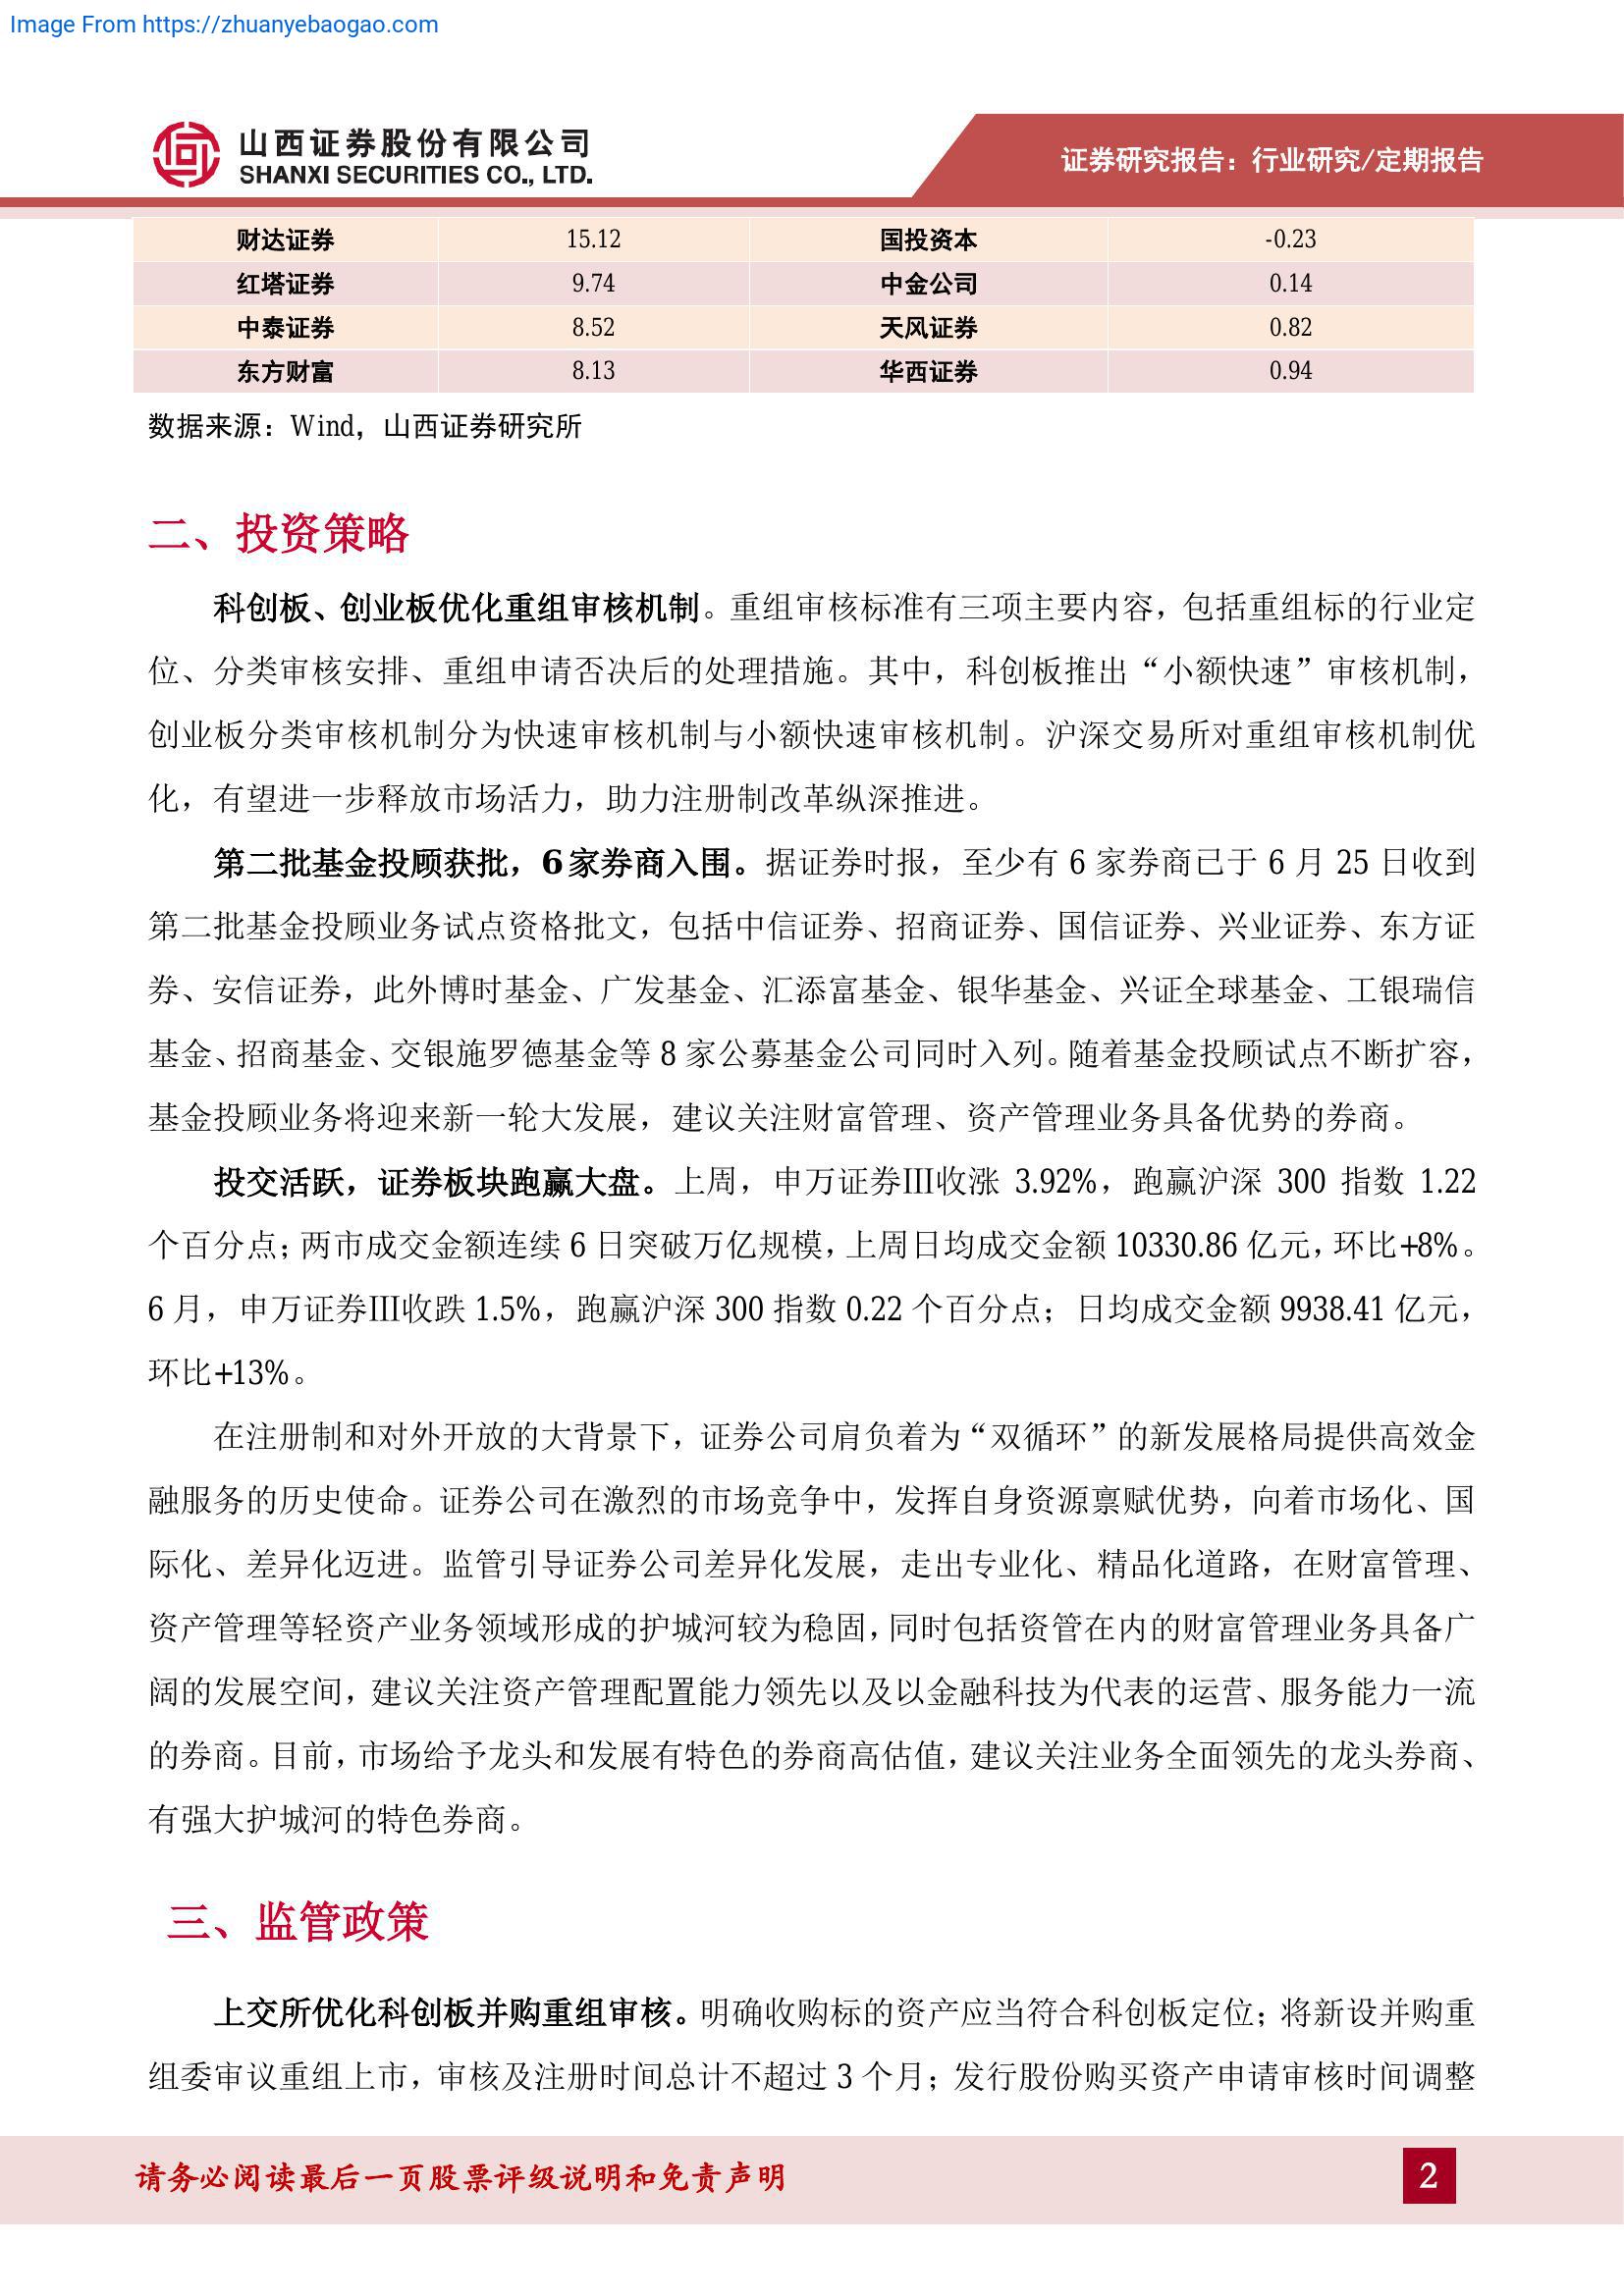 Image From https://zhuanyebaogao.com
山西证券股份有限公司
SHANXI SECURITIES CO., LTD.
证券研究报告：行业研究/定期报告
财达证券 15.12 国投资本 -0.23
红塔证券 9.74 中金公司 0.14
中泰证券 8.52 天风证券 0.82
东方财富 8.13 华西证券 0.94
数据来源：Wind，山西证券研究所
二、投资策略
科创板、创业板优化重组审核机制。重组审核标准有三项主要内容，包括重组标的行业定
位、分类审核安排、重组申请否决后的处理措施。其中，科创板推出“小额快速”审核机制，
创业板分类审核机制分为快速审核机制与小额快速审核机制。沪深交易所对重组审核机制优
化，有望进一步释放市场活力，助力注册制改革纵深推进。
第二批基金投顾获批，6家券商入围。据证券时报，至少有 6 家券商已于 6 月 25 日收到
第二批基金投顾业务试点资格批文，包括中信证券、招商证券、国信证券、兴业证券、东方证
券、安信证券，此外博时基金、广发基金、汇添富基金、银华基金、兴证全球基金、工银瑞信
基金、招商基金、交银施罗德基金等 8 家公募基金公司同时入列。随着基金投顾试点不断扩容，
基金投顾业务将迎来新一轮大发展，建议关注财富管理、资产管理业务具备优势的券商。
投交活跃，证券板块跑赢大盘。上周，申万证券Ⅲ收涨 3.92%，跑赢沪深 300 指数 1.22
个百分点；两市成交金额连续 6 日突破万亿规模，上周日均成交金额 10330.86 亿元，环比+8%。
6 月，申万证券Ⅲ收跌 1.5%，跑赢沪深 300 指数 0.22 个百分点；日均成交金额 9938.41 亿元，
环比+13%。
在注册制和对外开放的大背景下，证券公司肩负着为“双循环”的新发展格局提供高效金
融服务的历史使命。证券公司在激烈的市场竞争中，发挥自身资源禀赋优势，向着市场化、国
际化、差异化迈进。监管引导证券公司差异化发展，走出专业化、精品化道路，在财富管理、
资产管理等轻资产业务领域形成的护城河较为稳固，同时包括资管在内的财富管理业务具备广
阔的发展空间，建议关注资产管理配置能力领先以及以金融科技为代表的运营、服务能力一流
的券商。目前，市场给予龙头和发展有特色的券商高估值，建议关注业务全面领先的龙头券商、
有强大护城河的特色券商。
三、监管政策
上交所优化科创板并购重组审核。明确收购标的资产应当符合科创板定位；将新设并购重
组委审议重组上市，审核及注册时间总计不超过 3 个月；发行股份购买资产申请审核时间调整
请务必阅读最后一页股票评级说明和免责声明
2